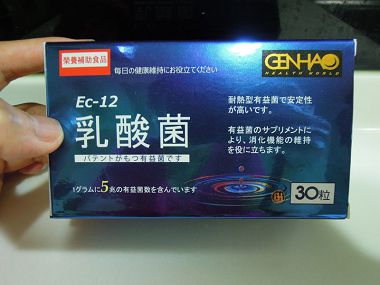 栄養補助食品
毎日の健康維持にお役立てください
GENHAO
HEALTH WORLD
Ec-12
乳酸菌
パテントがもつ有益菌です
1グラムに5兆の有益菌数を含んでいます
耐熱型有益菌で安定性
が高いです。
有益菌のサプリメントに
より、消化機能の維持
を役に立ちます。
30粒